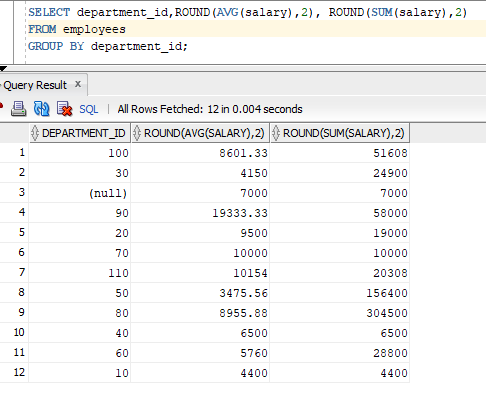 SELECT department_id,ROUND(AVG(salary),2), ROUND(SUM(salary),2)
FROM employees
GROUP BY department_id;
Query Result x
SQL | All Rows Fetched: 12 in 0.004 seconds
DEPARTMENT_ID ROUND(AVG(SALARY),2) ROUND(SUM(SALARY),2)
1 100 8601.33 51608
2 30 4150 24900
3 (null) 7000 7000
4 90 19333.33 58000
5 20 9500 19000
6 70 10000 10000
7 110 10154 20308
8 50 3475.56 156400
9 80 8955.88 304500
10 40 6500 6500
11 60 5760 28800
12 10 4400 4400